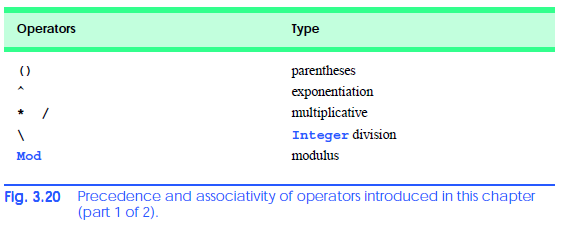 Operators Type
() parentheses
^ exponentiation
* / multiplicative
\ Integer division
Mod modulus
Fig. 3.20 Precedence and associativity of operators introduced in this chapter
(part 1 of 2).